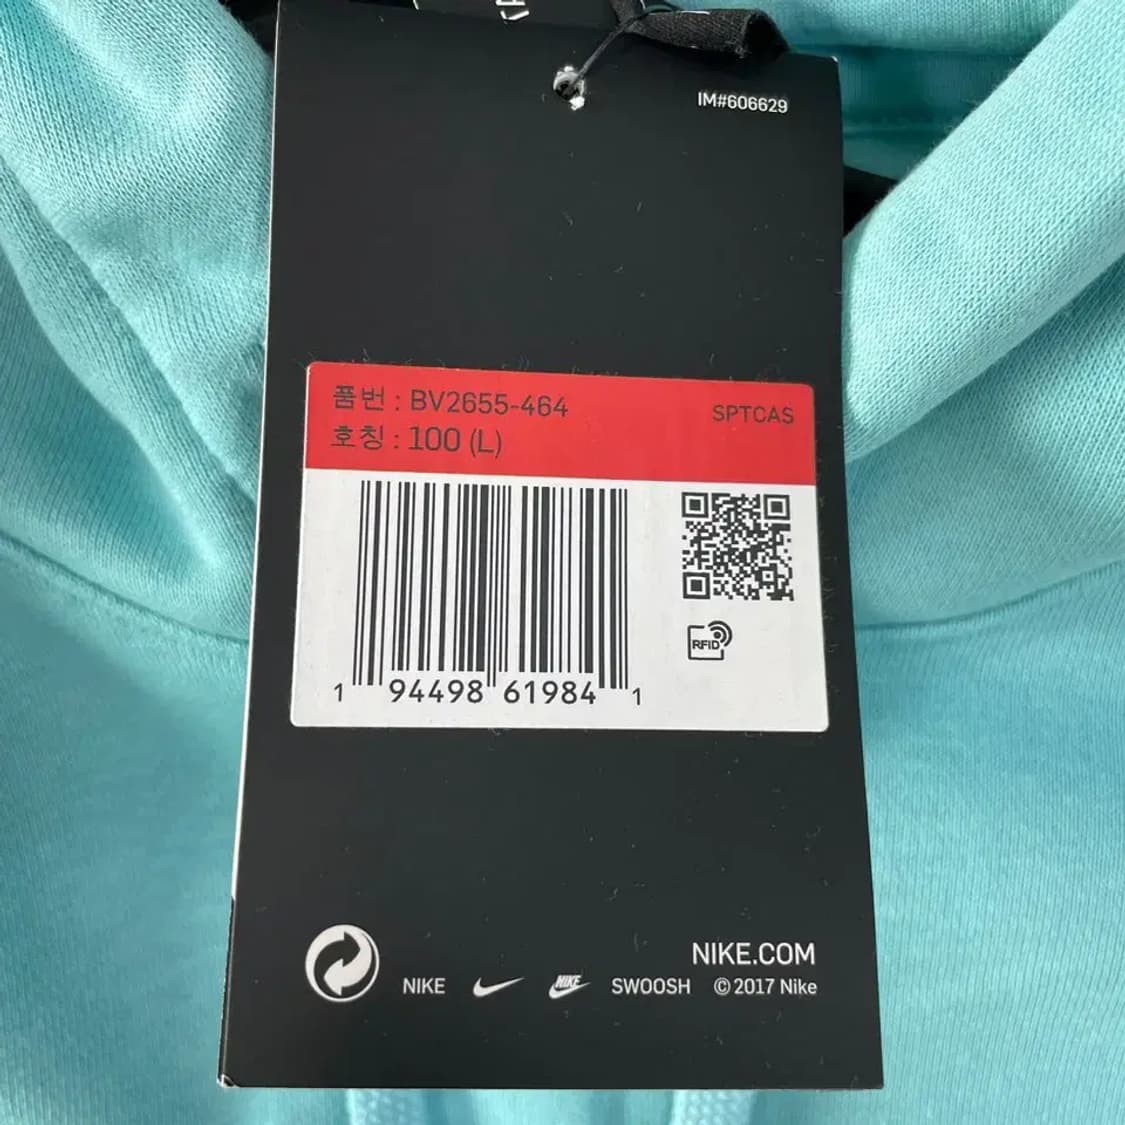 IM#606629
품번 : BV2655-464
SPTCAS
호칭 : 100 (L)
RFID
1 94498 61984 1
NIKE.COM
NIKE NIKE SWOOSH © 2017 Nike